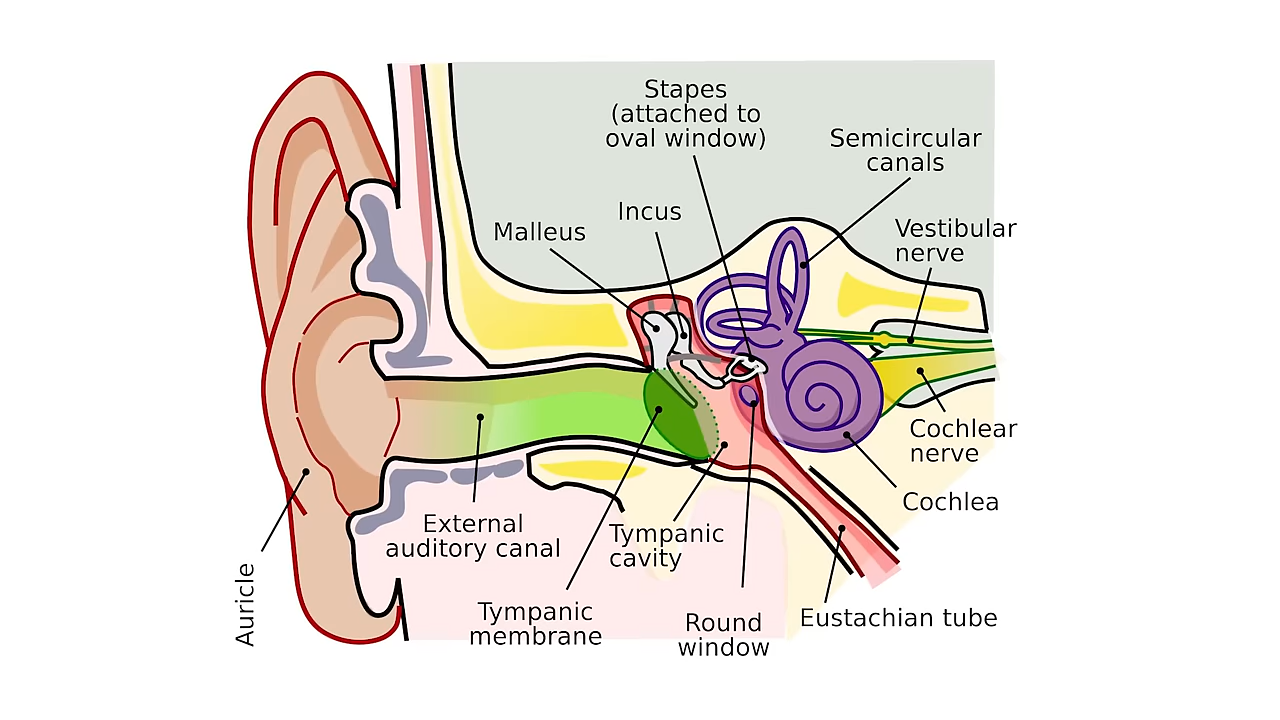 Stapes
(attached to
oval window)
Semicircular
canals
Incus
Malleus
Vestibular
nerve
Cochlear
nerve
Cochlea
External
auditory canal
Tympanic
cavity
Auricle
Tympanic
membrane
Round
window
Eustachian tube